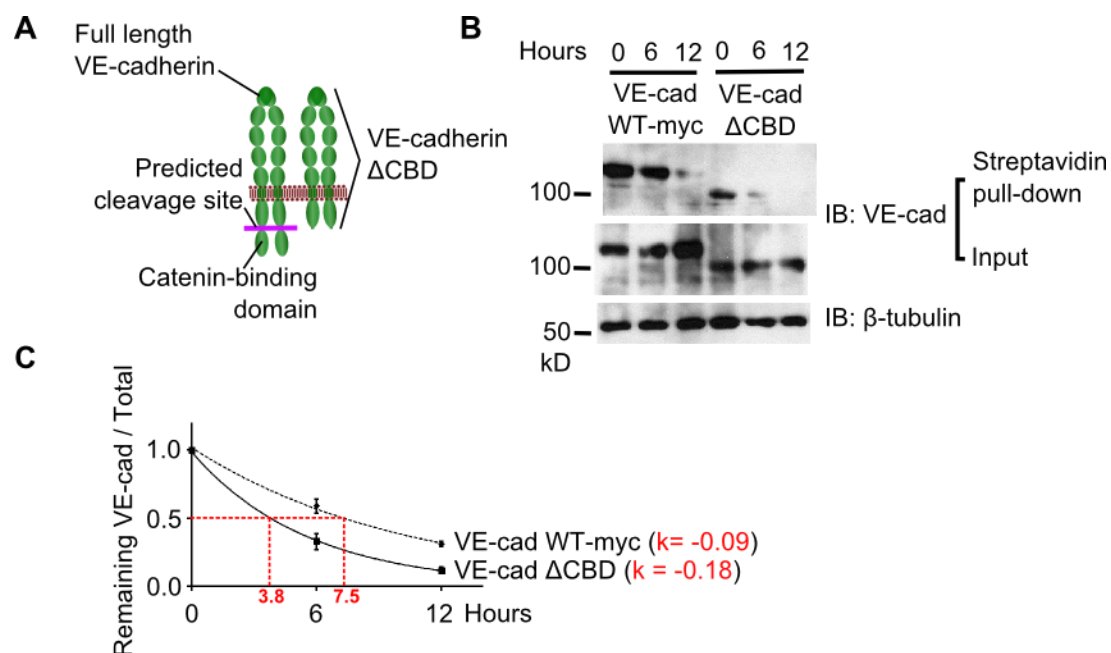 A
Full length
VE-cadherin
VE-cadherin
ΔCBD
Predicted
cleavage site
Catenin-binding
domain
B
Hours 0 6 12 0 6 12
VE-cad VE-cad
WT-myc ΔCBD
100
100
50
kD
Streptavidin
pull-down
IB: VE-cad
Input
IB: β-tubulin
C
Remaining VE-cad / Total
1.0
0.5
0.0
VE-cad WT-myc (k= -0.09)
VE-cad ΔCBD (k = -0.18)
3.8 7.5
0 6 Hours 12